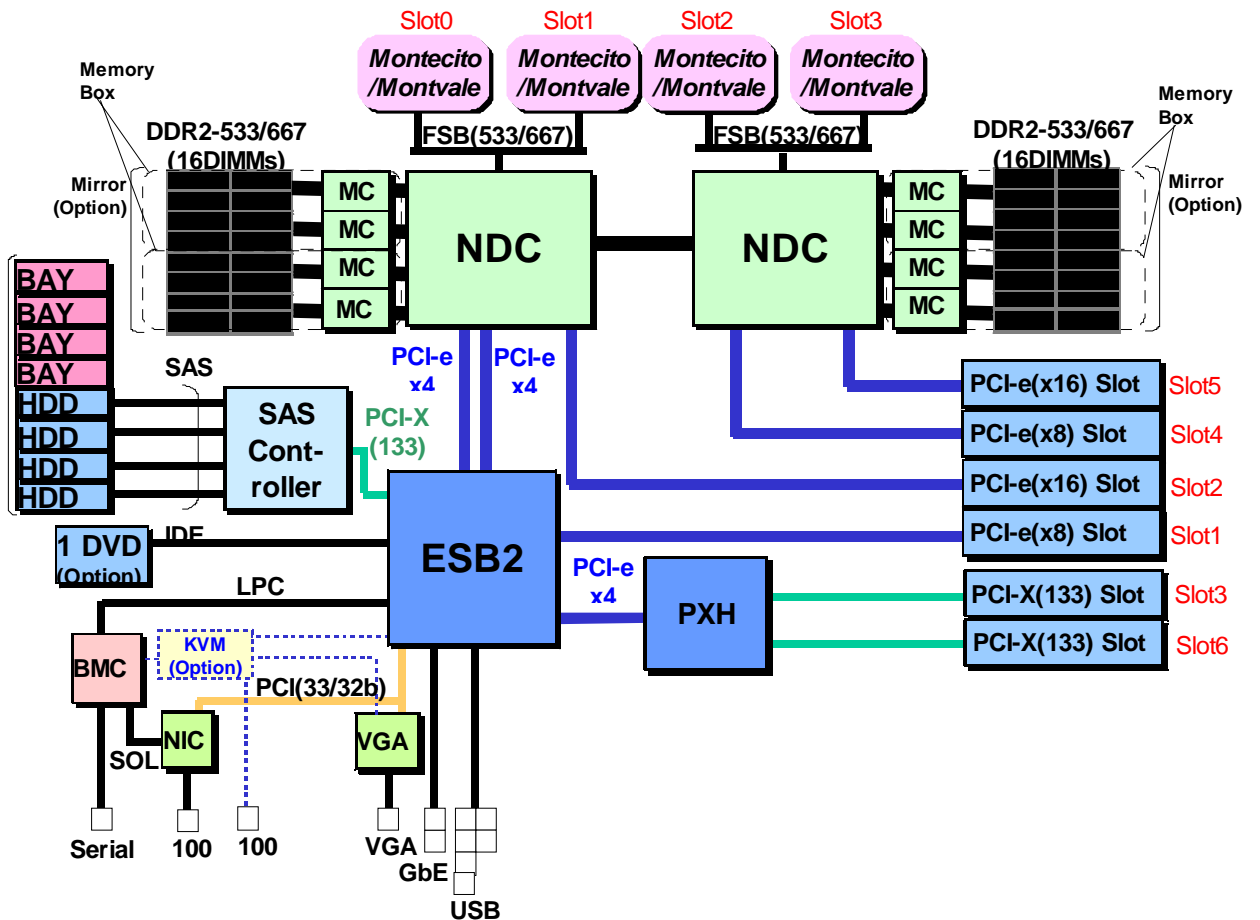 Slot0
Slot1
Slot2
Slot3
Montecito
/Montvale
Montecito
/Montvale
Montecito
/Montvale
Montecito
/Montvale
Memory
Box
Memory
Box
DDR2-533/667
(16DIMMs)
FSB(533/667)
FSB(533/667)
DDR2-533/667
(16DIMMs)
Mirror
(Option)
Mirror
(Option)
MC
MC
MC
MC
NDC
NDC
MC
MC
MC
MC
BAY
BAY
BAY
BAY
HDD
HDD
HDD
HDD
SAS
SAS
Cont-
roller
PCI-X
(133)
PCI-e
x4
PCI-e
x4
PCI-e(x16) Slot
Slot5
PCI-e(x8) Slot
Slot4
PCI-e(x16) Slot
Slot2
PCI-e(x8) Slot
Slot1
1 DVD
(Option)
IDE
ESB2
PCI-e
x4
PXH
PCI-X(133) Slot
Slot3
PCI-X(133) Slot
Slot6
LPC
BMC
KVM
(Option)
PCI(33/32b)
SOL
NIC
VGA
Serial
100
100
VGA
GbE
USB